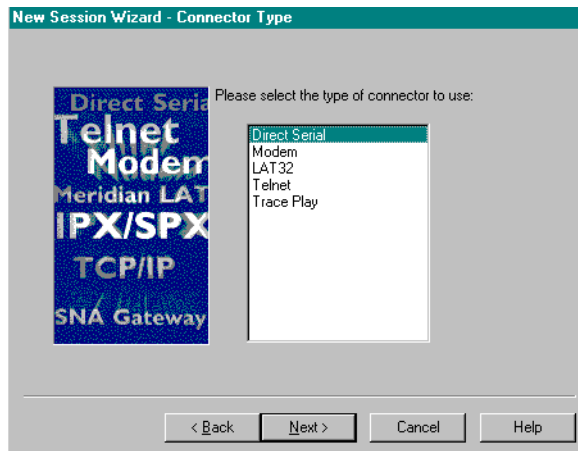 New Session Wizard - Connector Type
Please select the type of connector to use:
Direct Seria
Telnet
Modem
Meridian LAT
IPX/SPX
TCP/IP
SNA Gateway
Direct Serial
Modem
LAT32
Telnet
Trace Play
< Back
Next >
Cancel
Help